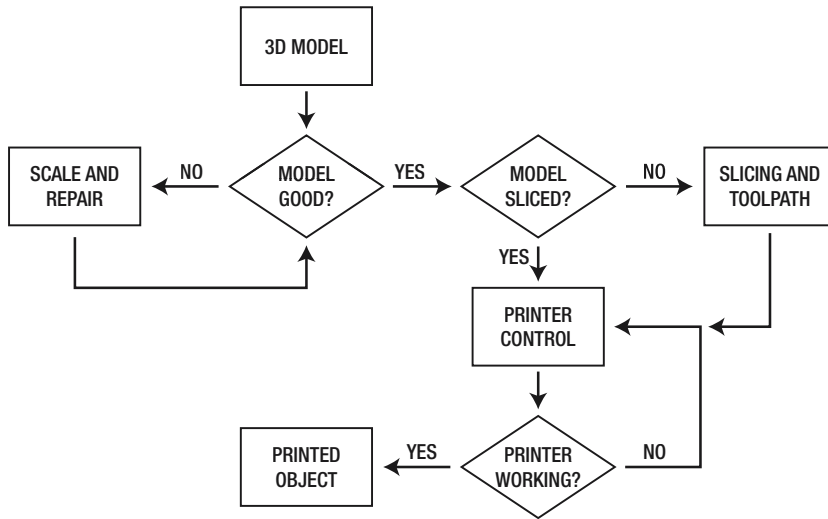 3D MODEL
SCALE AND
REPAIR
NO
MODEL
GOOD?
YES
MODEL
SLICED?
NO
SLICING AND
TOOLPATH
YES
PRINTER
CONTROL
PRINTED
OBJECT
YES
PRINTER
WORKING?
NO